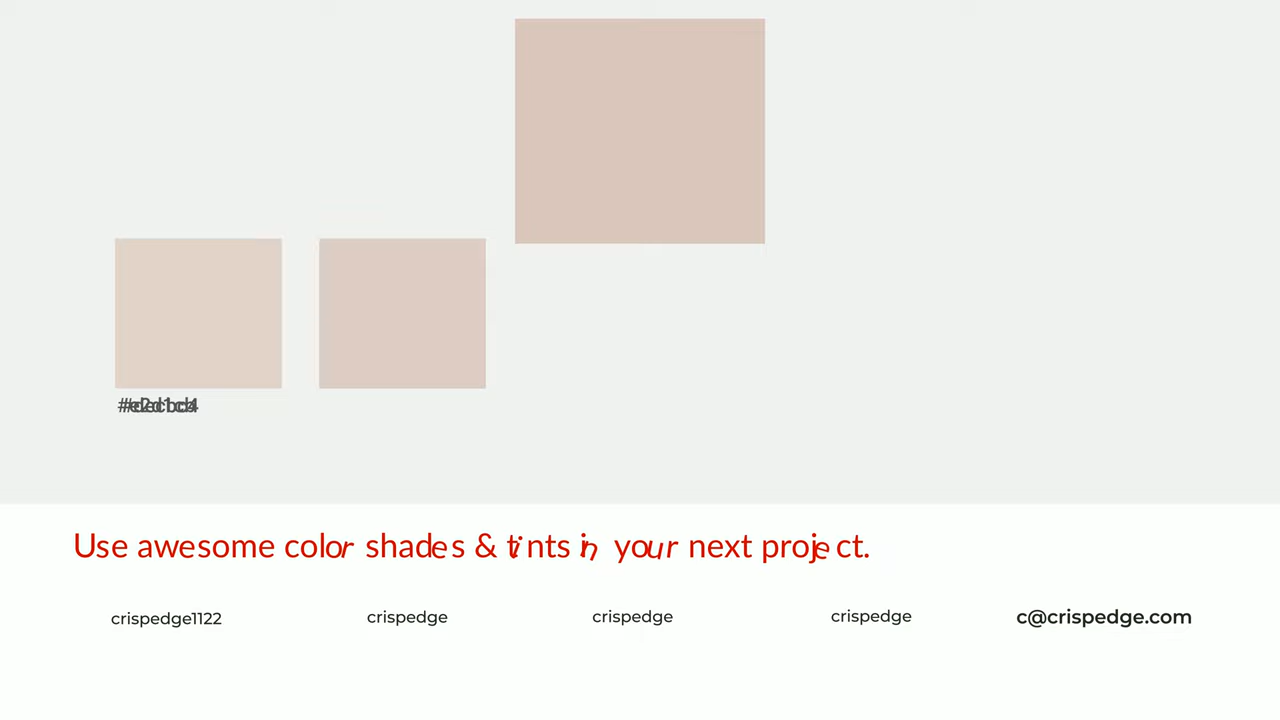 Use awesome color shades & tints in your next project.
crispedge1122 crispedge crispedge crispedge c@crispedge.com